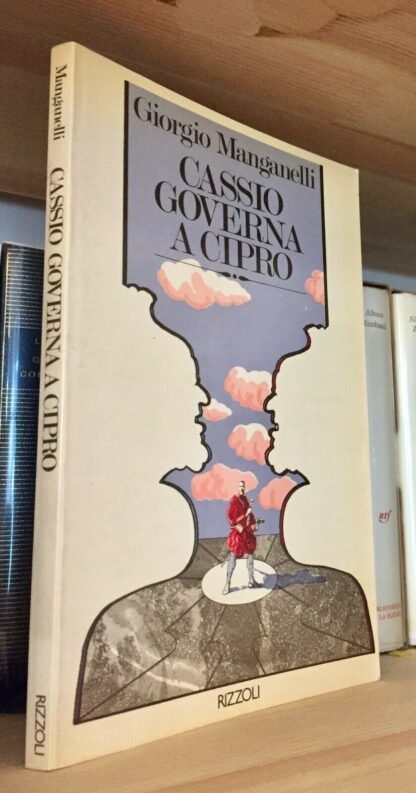 Giorgio Manganelli
CASSIO
GOVERNA
A CIPRO
RIZZOLI
Manganelli CASSIO GOVERNA A CIPRO RIZZOLI
nrf